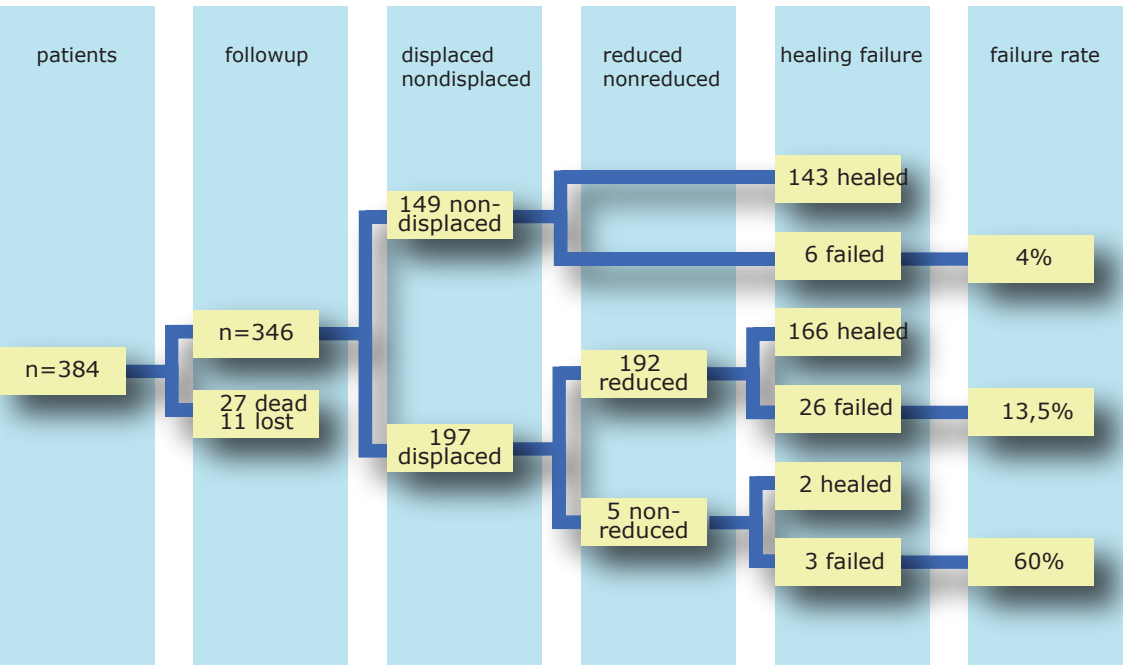 patients
followup
displaced
nondisplaced
reduced
nonreduced
healing failure
failure rate
n=384
n=346
27 dead
11 lost
149 non-
displaced
197
displaced
192
reduced
5 non-
reduced
143 healed
6 failed
166 healed
26 failed
2 healed
3 failed
4%
13,5%
60%